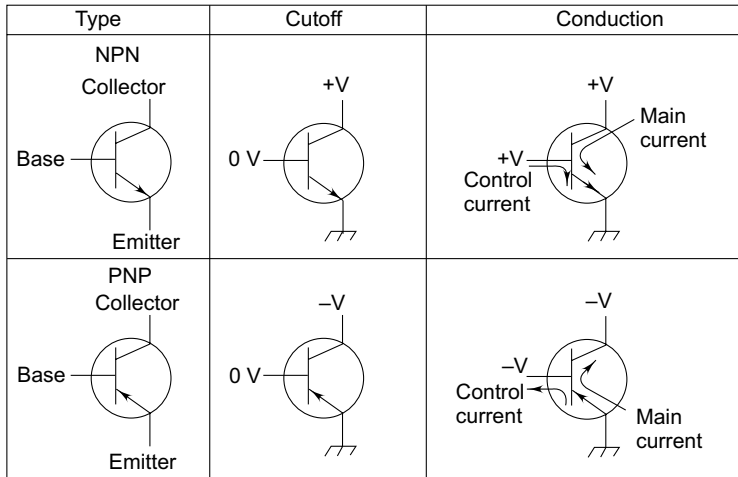 Type
Cutoff
Conduction
NPN
Collector
Base
Emitter
+V
0 V
+V
Main
current
+V
Control
current
PNP
Collector
Base
Emitter
–V
0 V
–V
–V
Control
current
Main
current